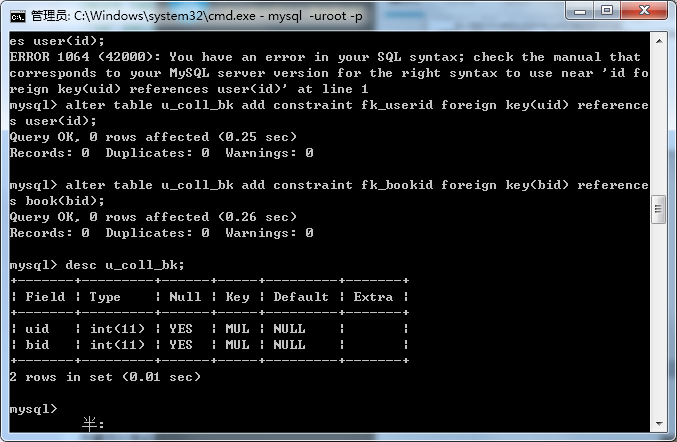 管理员: C:\Windows\system32\cmd.exe - mysql  -uroot -p
es user(id);
ERROR 1064 (42000): You have an error in your SQL syntax; check the manual that
corresponds to your MySQL server version for the right syntax to use near 'id fo
reign key(uid) references user(id)' at line 1
mysql> alter table u_coll_bk add constraint fk_userid foreign key(uid) reference
s user(id);
Query OK, 0 rows affected (0.25 sec)
Records: 0  Duplicates: 0  Warnings: 0

mysql> alter table u_coll_bk add constraint fk_bookid foreign key(bid) reference
s book(bid);
Query OK, 0 rows affected (0.26 sec)
Records: 0  Duplicates: 0  Warnings: 0

mysql> desc u_coll_bk;
+-------+---------+------+-----+---------+-------+
| Field | Type    | Null | Key | Default | Extra |
+-------+---------+------+-----+---------+-------+
| uid   | int(11) | YES  | MUL | NULL    |       |
| bid   | int(11) | YES  | MUL | NULL    |       |
+-------+---------+------+-----+---------+-------+
2 rows in set (0.01 sec)

mysql>
半: